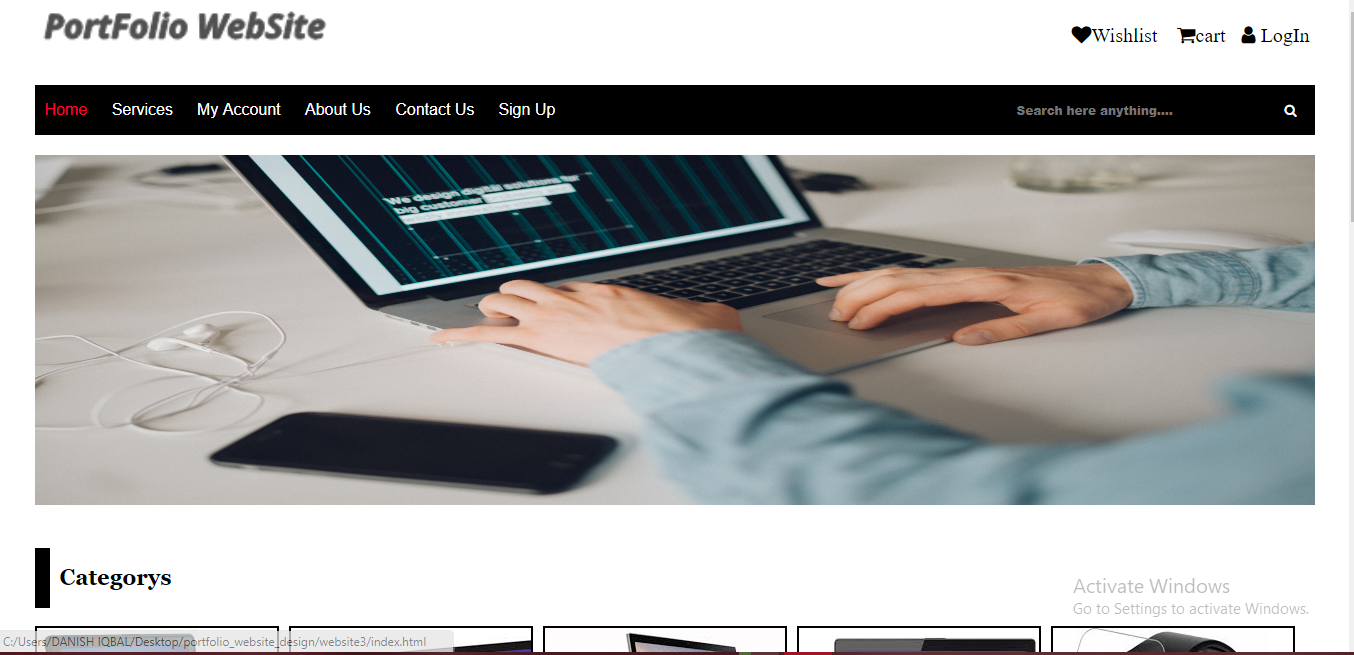 PortFolio WebSite
Wishlist cart LogIn
Home Services My Account About Us Contact Us Sign Up Search here anything....
We design digital solutions for
big customer
Categorys
Activate Windows
Go to Settings to activate Windows.
C:/Users/DANISH IQBAL/Desktop/portfolio_website_design/website3/index.html